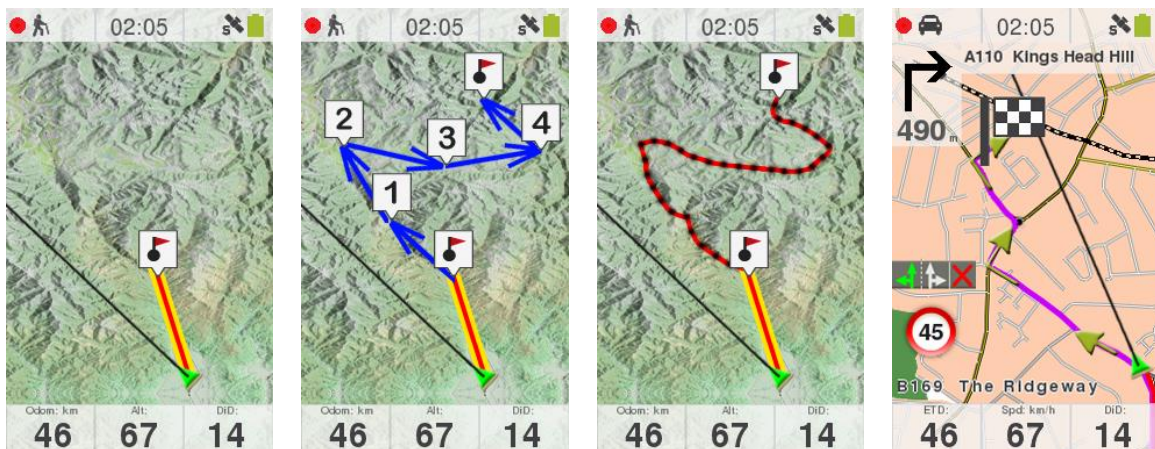 02:05
S
Odom: km Alt: DiD:
46 67 14
02:05
S
2
3
4
1
Odom: km Alt: DiD:
46 67 14
02:05
S
Odom: km Alt: DiD:
46 67 14
02:05
S
A110 Kings Head Hill
490 m
45
B169 The Ridgeway
ETD: Spd: km/h DiD:
46 67 14